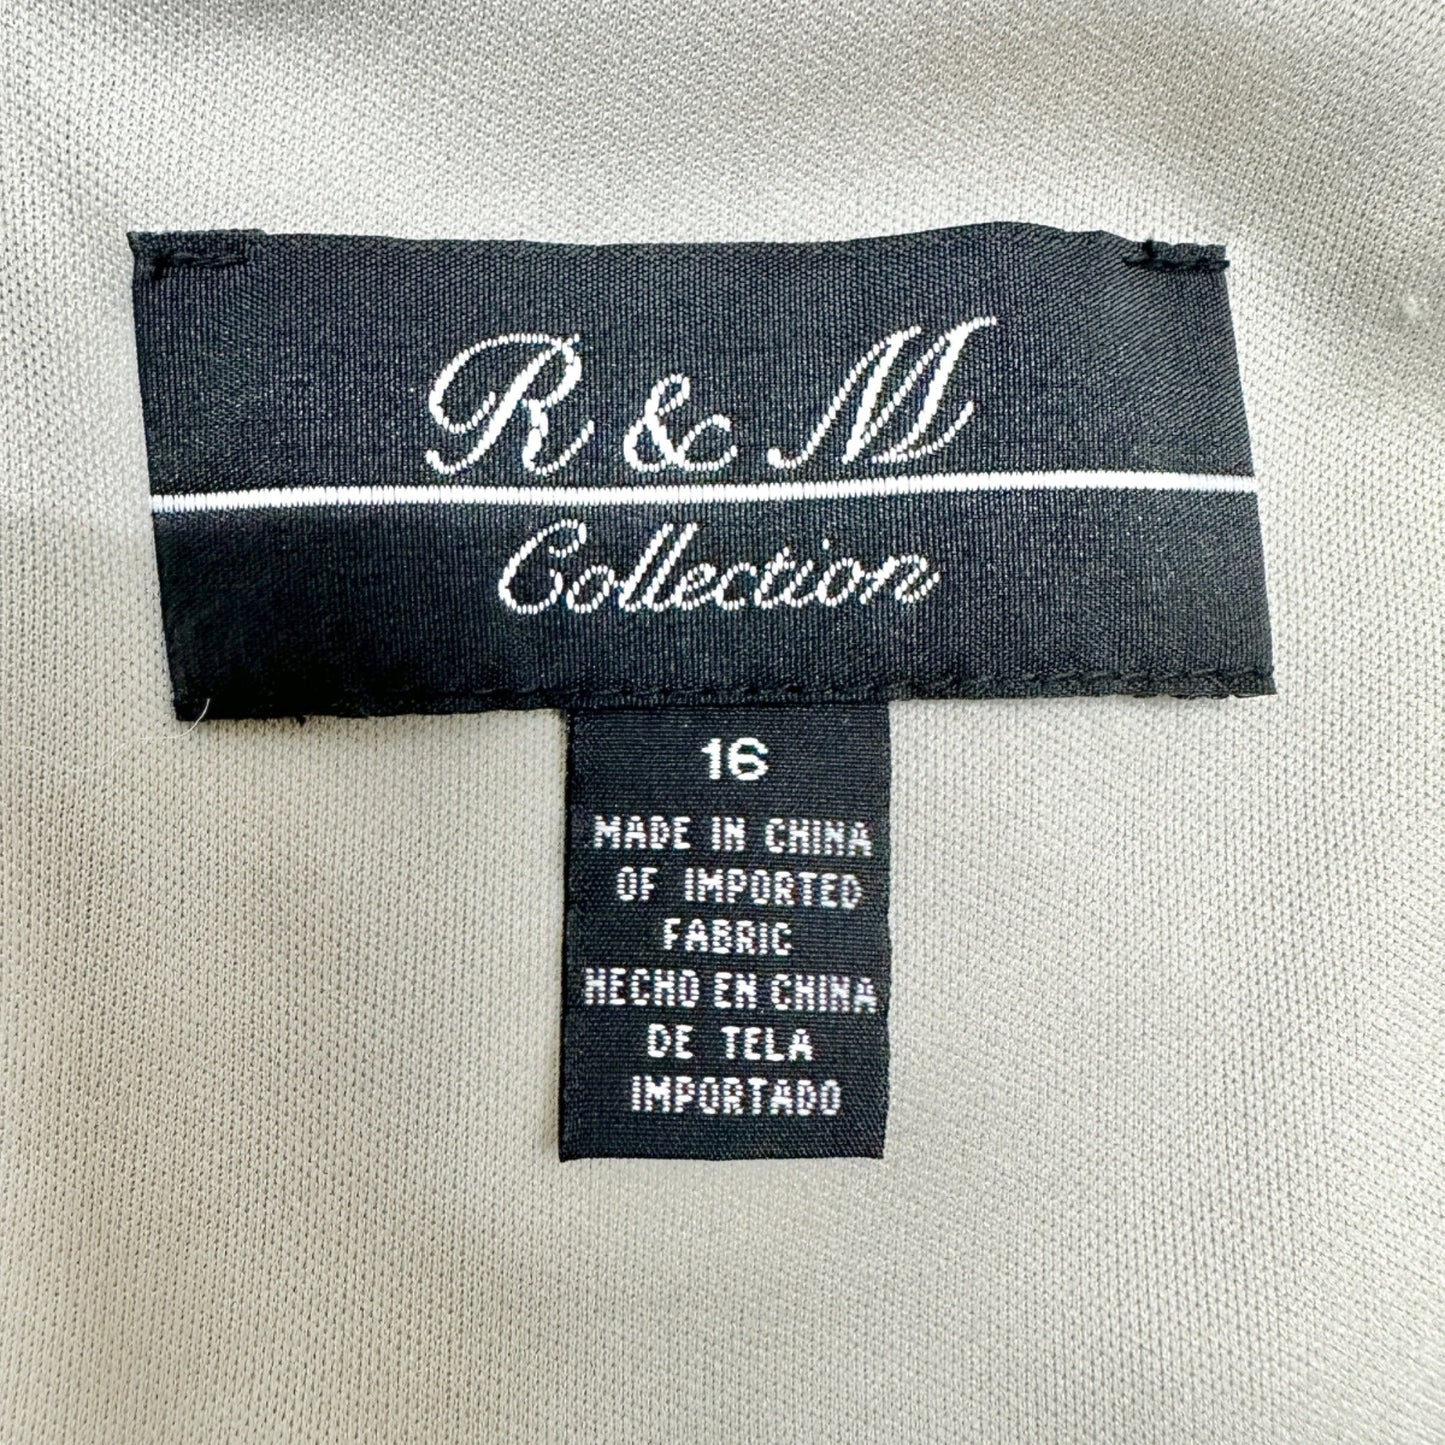 R & M
Collection
16
MADE IN CHINA
OF IMPORTED
FABRIC
HECHO EN CHINA
DE TELA
IMPORTADO